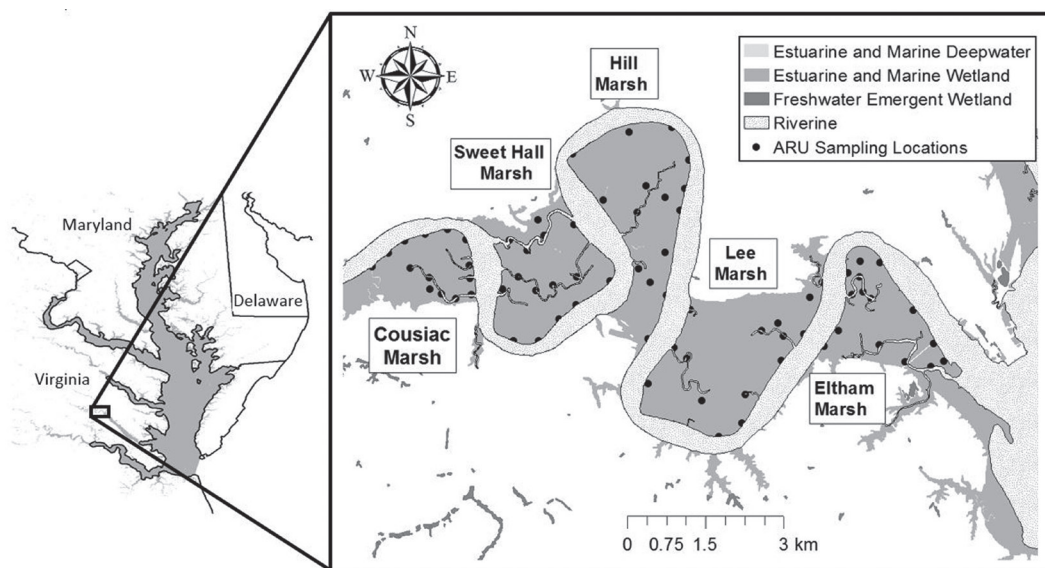 Maryland
Delaware
Virginia
N
W
E
S
Hill
Marsh
Sweet Hall
Marsh
Lee
Marsh
Cousiac
Marsh
Eltham
Marsh
Estuarine and Marine Deepwater
Estuarine and Marine Wetland
Freshwater Emergent Wetland
Riverine
ARU Sampling Locations
0 0.75 1.5 3 km